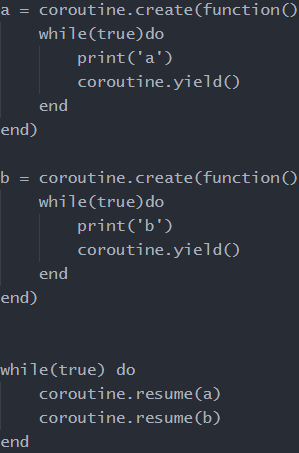 a = coroutine.create(function()
    while(true)do
        print('a')
        coroutine.yield()
    end
end)

b = coroutine.create(function()
    while(true)do
        print('b')
        coroutine.yield()
    end
end)


while(true) do
    coroutine.resume(a)
    coroutine.resume(b)
end